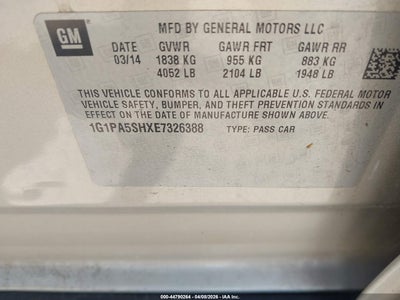 GM
MFD BY GENERAL MOTORS LLC
DATE GVWR GAWR FRT GAWR RR
03/14 1838 KG 955 KG 883 KG
4052 LB 2104 LB 1948 LB
THIS VEHICLE CONFORMS TO ALL APPLICABLE U.S. FEDERAL MOTOR
VEHICLE SAFETY, BUMPER, AND THEFT PREVENTION STANDARDS IN
EFFECT ON THE DATE OF MANUFACTURE SHOWN ABOVE.
1G1PA5SHXE7326388 TYPE: PASS CAR
44790264 - 04/08/2026 - IAA Inc.